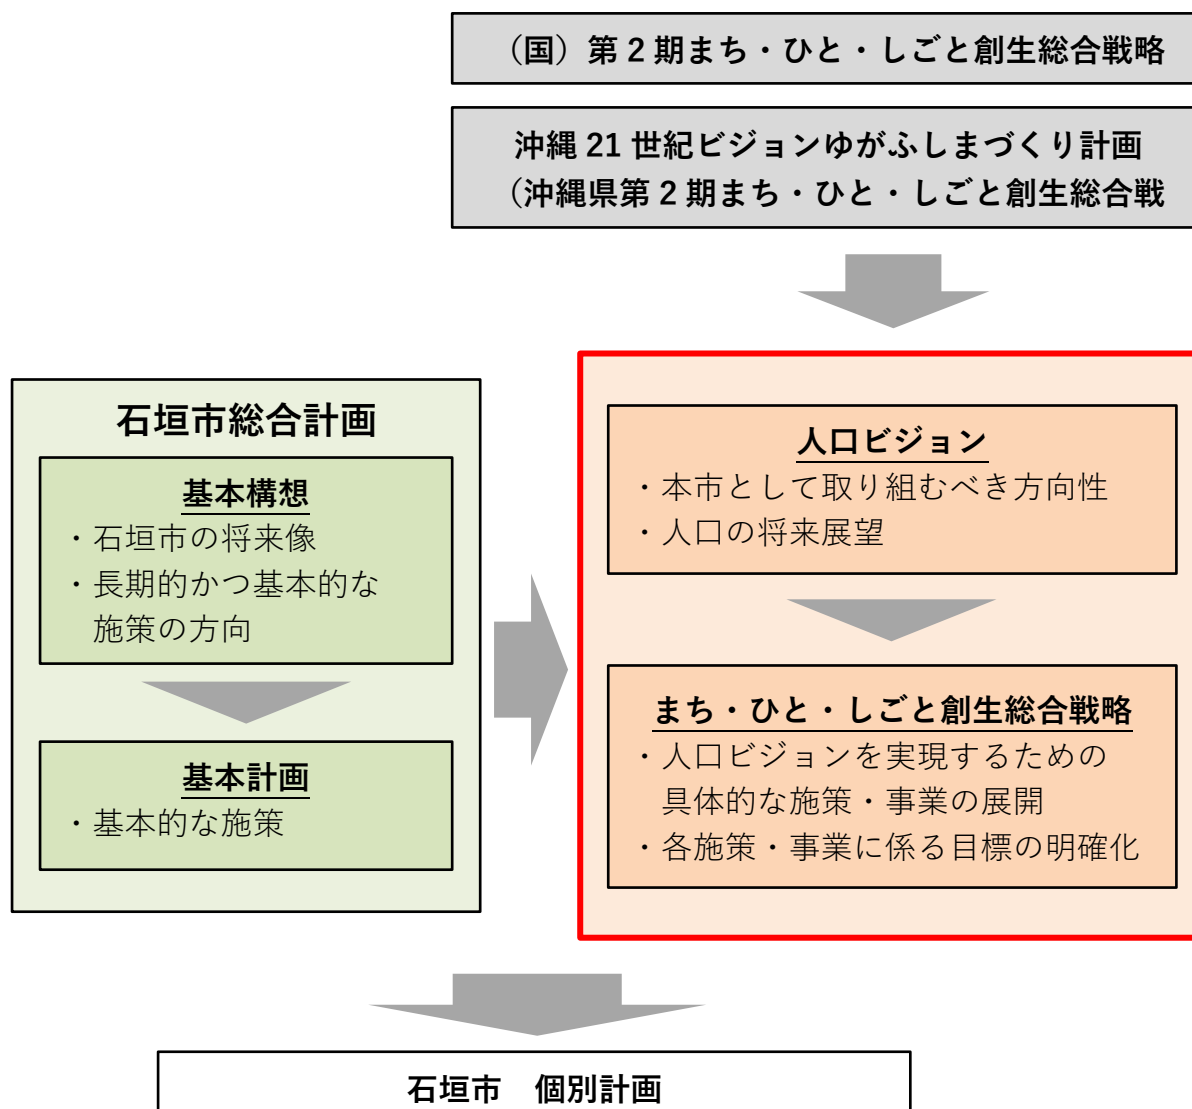 （国）第２期まち・ひと・しごと創生総合戦略
沖縄 21 世紀ビジョンゆがふしまづくり計画
（沖縄県第２期まち・ひと・しごと創生総合戦
石垣市総合計画
基本構想
・石垣市の将来像
・長期的かつ基本的な
施策の方向
基本計画
・基本的な施策
人口ビジョン
・本市として取り組むべき方向性
・人口の将来展望
まち・ひと・しごと創生総合戦略
・人口ビジョンを実現するための
具体的な施策・事業の展開
・各施策・事業に係る目標の明確化
石垣市　個別計画